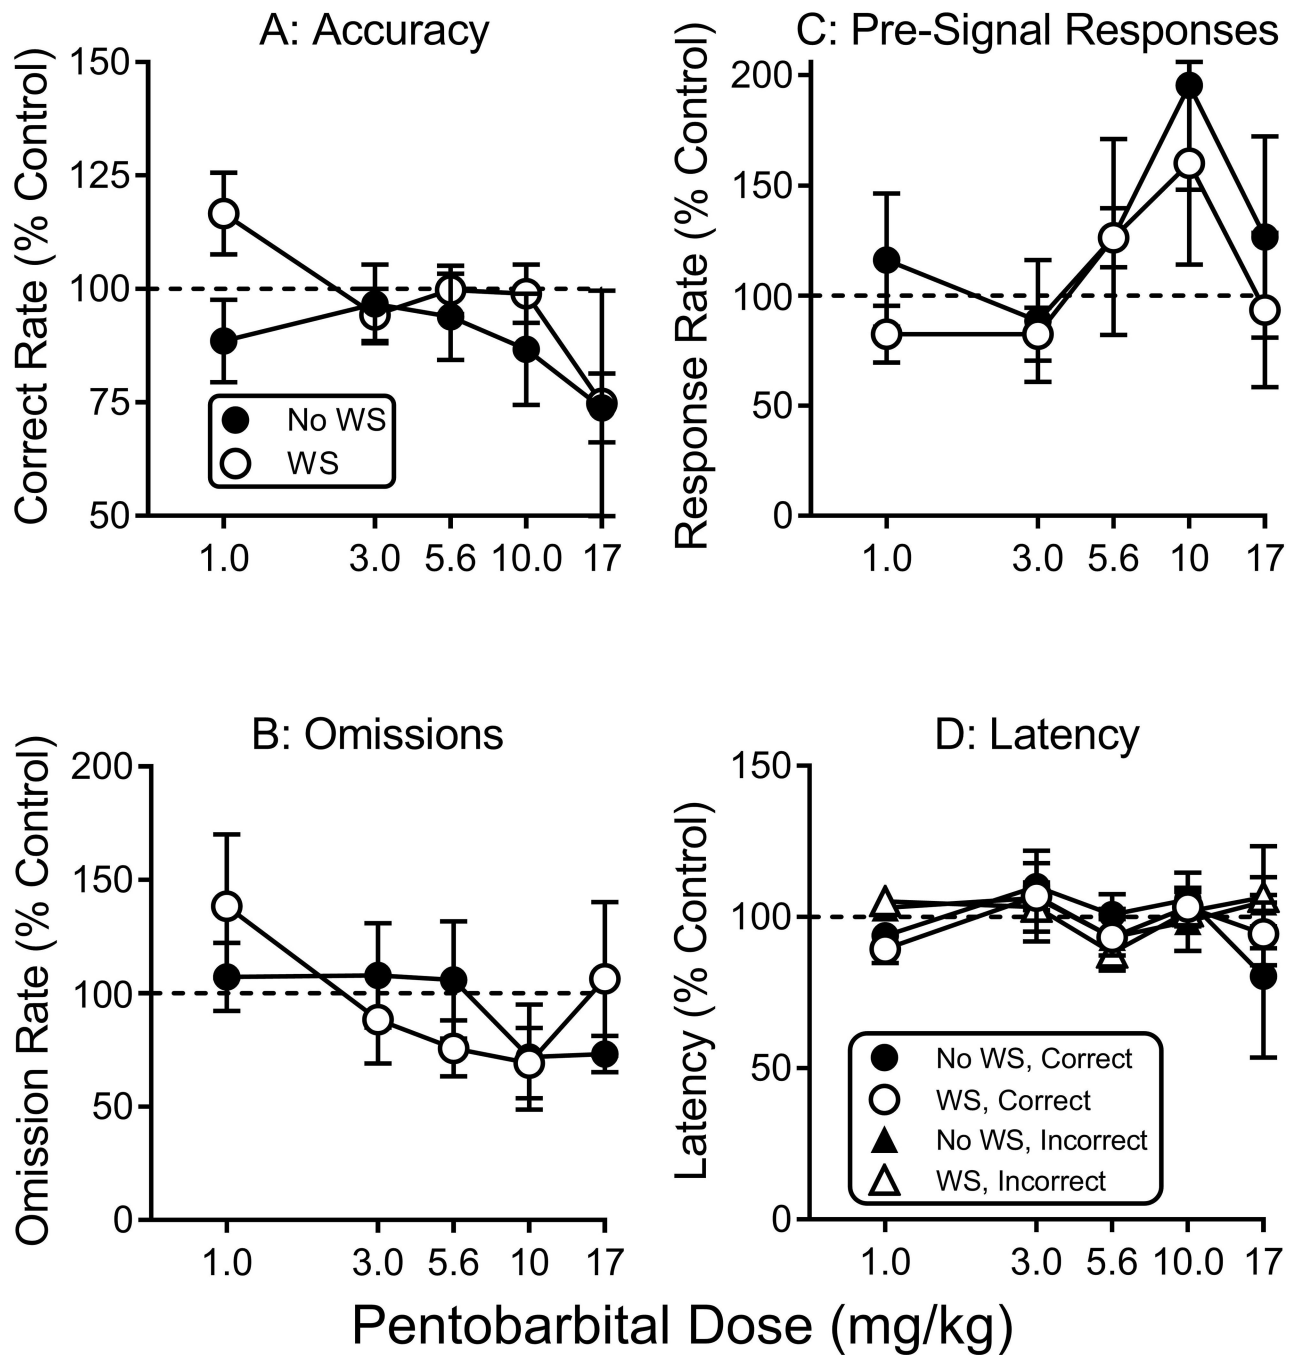 A: Accuracy
Correct Rate (% Control)
150
125
100
75
50
No WS
WS
1.0 3.0 5.6 10.0 17
C: Pre-Signal Responses
Response Rate (% Control)
200
150
100
50
0
1.0 3.0 5.6 10 17
B: Omissions
Omission Rate (% Control)
200
150
100
50
0
1.0 3.0 5.6 10 17
D: Latency
Latency (% Control)
150
100
50
0
No WS, Correct
WS, Correct
No WS, Incorrect
WS, Incorrect
1.0 3.0 5.6 10.0 17
Pentobarbital Dose (mg/kg)